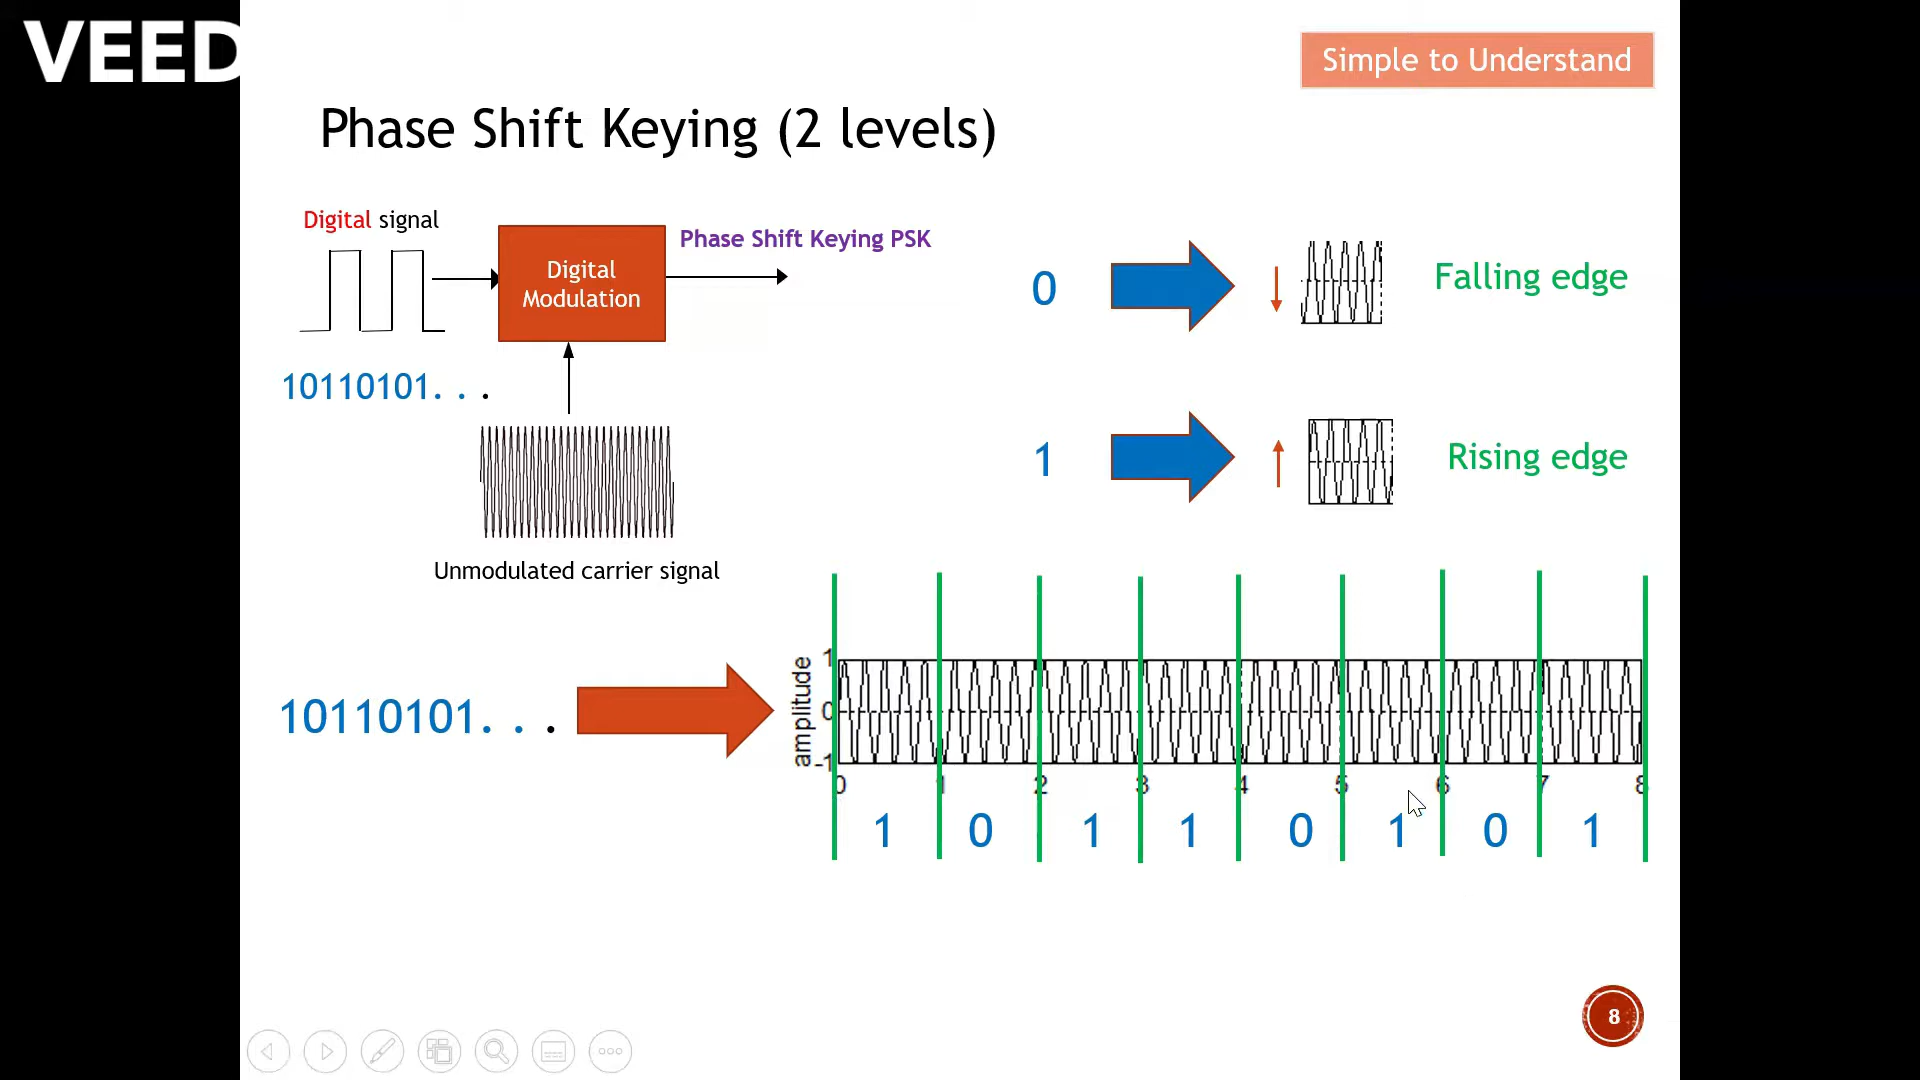 VEED
Simple to Understand
Phase Shift Keying (2 levels)
Digital signal
Digital
Modulation
Phase Shift Keying PSK
10110101. . .
Unmodulated carrier signal
0
Falling edge
1
Rising edge
10110101. . .
amplitude
1
0
-1
0 1 2 3 4 5 6 7 8
1 0 1 1 0 1 0 1
8